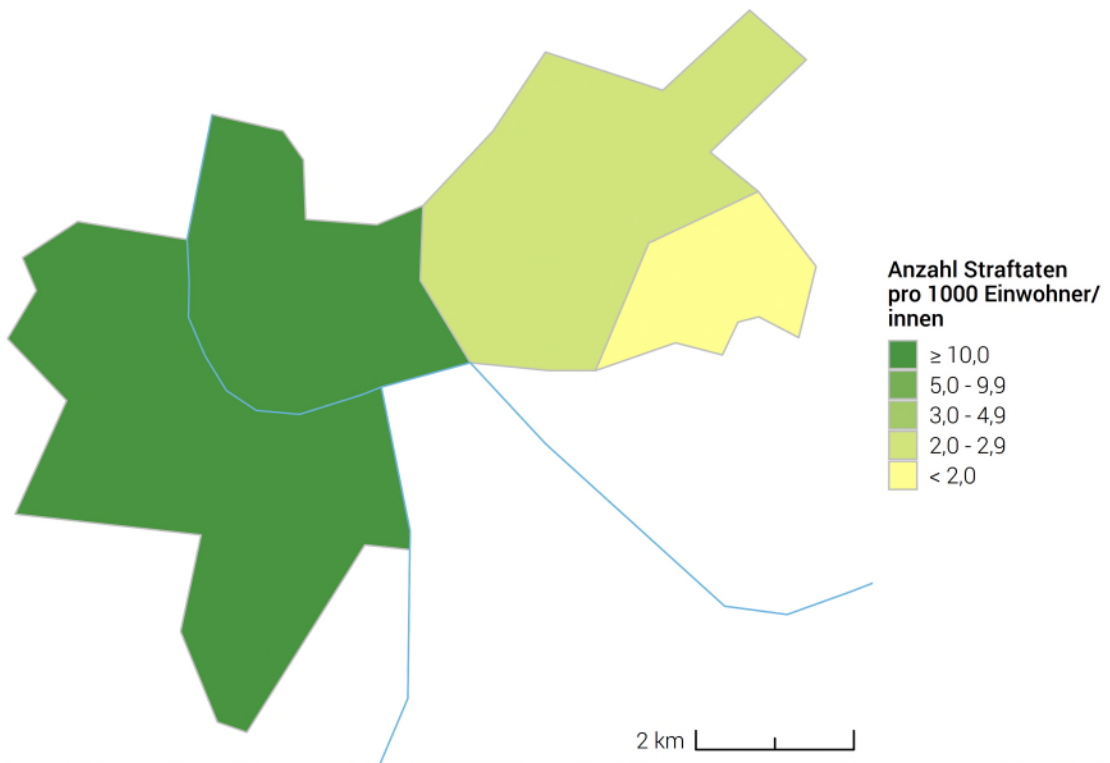 Anzahl Straftaten
pro 1000 Einwohner/
innen
≥ 10,0
5,0 - 9,9
3,0 - 4,9
2,0 - 2,9
< 2,0
2 km